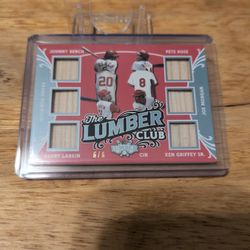 JOHNNY BENCH
PETE ROSE
20
8
JOE MORGAN
The
LUMBER
CLUB
BARRY LARKIN
CIN
KEN GRIFFEY SR.